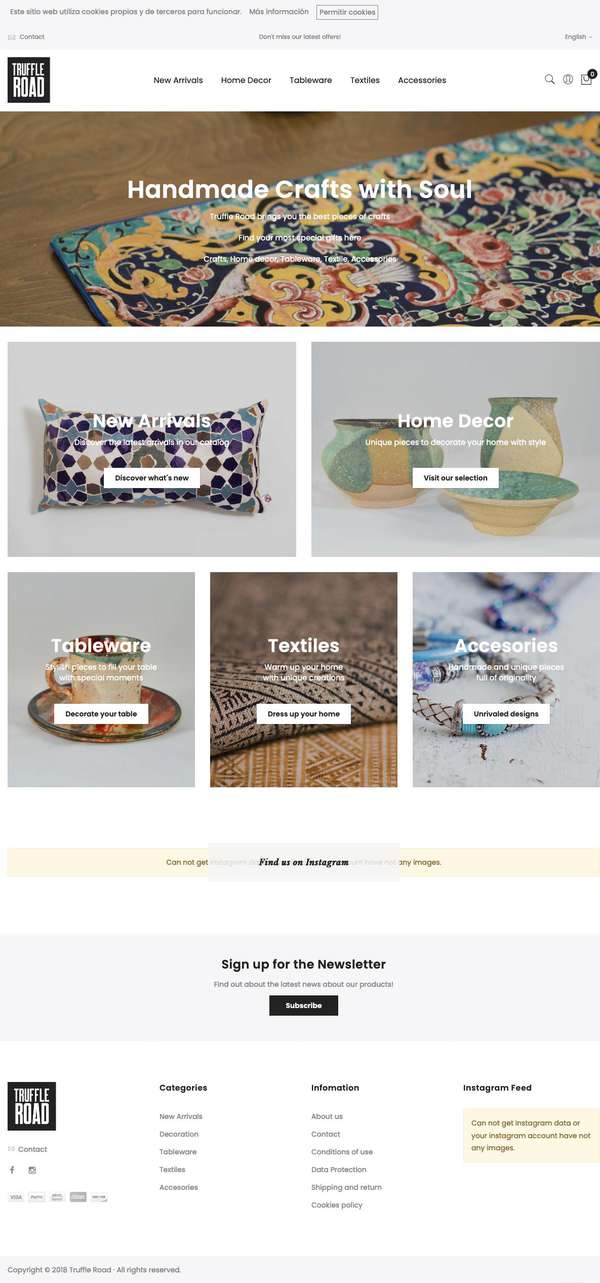 Este sitio web utiliza cookies propias y de terceros para funcionar. Más información Permitir cookies
Contact Don't miss our latest offers! English
TRUFFLE
ROAD
New Arrivals Home Decor Tableware Textiles Accessories
0
Handmade Crafts with Soul
Truffle Road brings you the best pieces of crafts
Find your most special gifts here
Crafts, Home decor, Tableware, Textile, Accessories
New Arrivals
Discover the latest arrivals in our catalog
Discover what's new
Home Decor
Unique pieces to decorate your home with style
Visit our selection
Tableware
Stylish pieces to fill your table
with special moments
Decorate your table
Textiles
Warm up your home
with unique creations
Dress up your home
Accesories
Handmade and unique pieces
full of originality
Unrivaled designs
Can not get instagram
Find us on Instagram
have not any images.
Sign up for the Newsletter
Find out about the latest news about our products!
Subscribe
TRUFFLE
ROAD
Contact
VISA PayPal
Categories
New Arrivals
Decoration
Tableware
Textiles
Accesories
Infomation
About us
Contact
Conditions of use
Data Protection
Shipping and return
Cookies policy
Instagram Feed
Can not get instagram data or
your instagram account have not
any images.
Copyright © 2018 Truffle Road · All rights reserved.